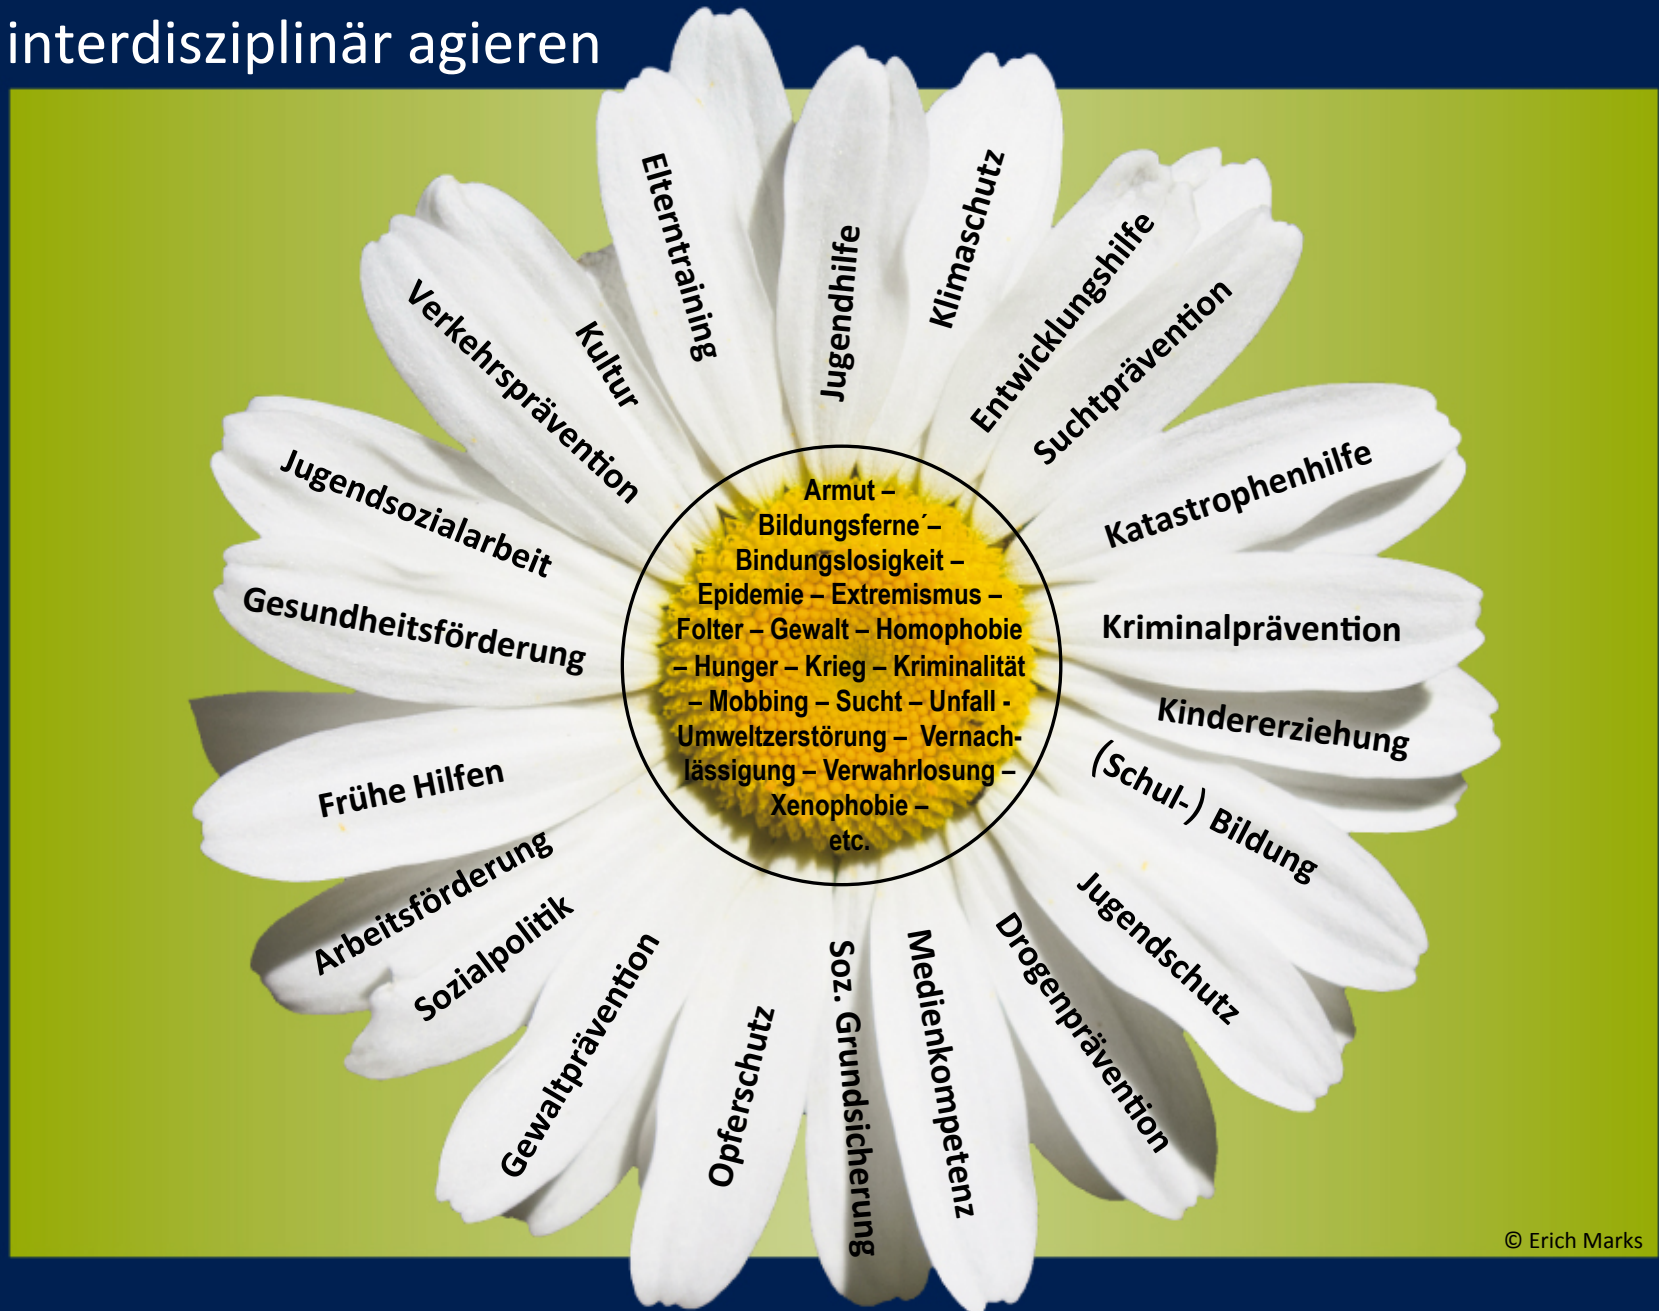 interdisziplinär agieren
Elterntraining
Jugendhilfe
Klimaschutz
Entwicklungshilfe
Suchtprävention
Katastrophenhilfe
Kriminalprävention
Kindererziehung
(Schul-) Bildung
Jugendschutz
Drogenprävention
Medienkompetenz
Soz. Grundsicherung
Opferschutz
Gewaltprävention
Sozialpolitik
Arbeitsförderung
Frühe Hilfen
Gesundheitsförderung
Jugendsozialarbeit
Verkehrsprävention
Kultur
Armut –
Bildungsferne´–
Bindungslosigkeit –
Epidemie – Extremismus –
Folter – Gewalt – Homophobie
– Hunger – Krieg – Kriminalität
– Mobbing – Sucht – Unfall -
Umweltzerstörung – Vernach-
lässigung – Verwahrlosung –
Xenophobie –
etc.
© Erich Marks